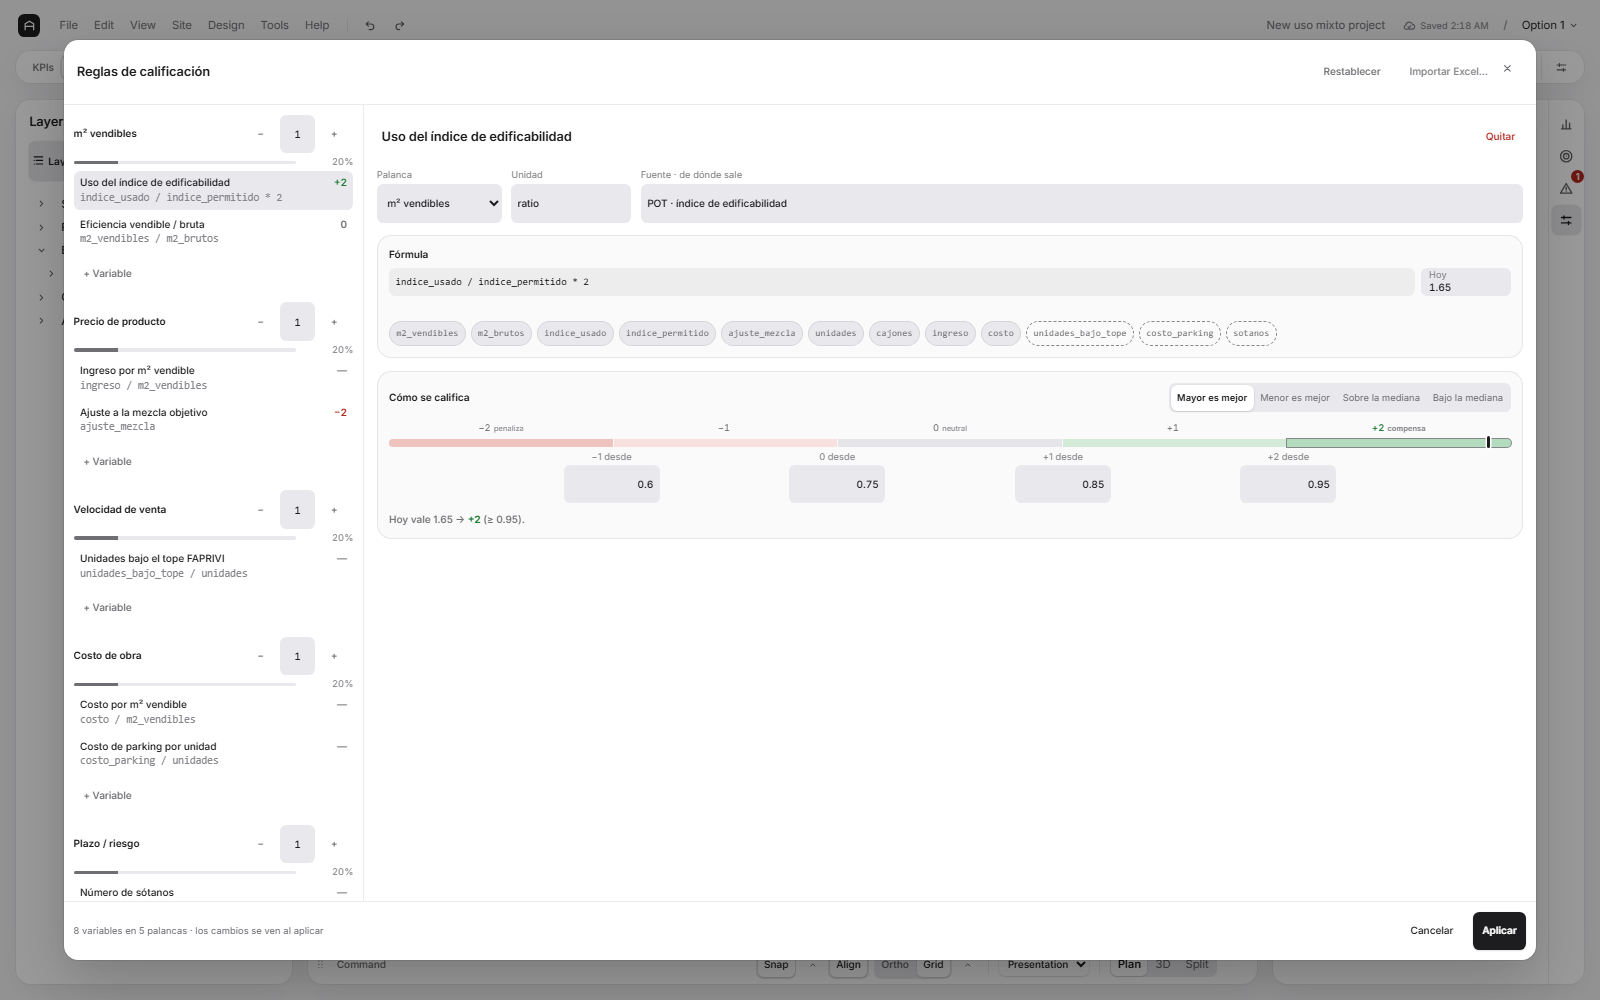 File Edit View Site Design Tools Help
New uso mixto project Saved 2:18 AM / Option 1
KPIs
Reglas de calificación
Restablecer Importar Excel... ×
Layer
Lay
m² vendibles − 1 +
20%
Uso del índice de edificabilidad +2
indice_usado / indice_permitido * 2
Eficiencia vendible / bruta 0
m2_vendibles / m2_brutos
+ Variable
Precio de producto − 1 +
20%
Ingreso por m² vendible —
ingreso / m2_vendibles
Ajuste a la mezcla objetivo −2
ajuste_mezcla
+ Variable
Velocidad de venta − 1 +
20%
Unidades bajo el tope FAPRIVI —
unidades_bajo_tope / unidades
+ Variable
Costo de obra − 1 +
20%
Costo por m² vendible —
costo / m2_vendibles
Costo de parking por unidad —
costo_parking / unidades
+ Variable
Plazo / riesgo − 1 +
20%
Número de sótanos —
Uso del índice de edificabilidad
Quitar
Palanca Unidad Fuente · de dónde sale
m² vendibles ratio POT · índice de edificabilidad
Fórmula
indice_usado / indice_permitido * 2
Hoy
1.65
m2_vendibles m2_brutos indice_usado indice_permitido ajuste_mezcla unidades cajones ingreso costo unidades_bajo_tope costo_parking sotanos
Cómo se califica
Mayor es mejor Menor es mejor Sobre la mediana Bajo la mediana
−2 penaliza −1 0 neutral +1 +2 compensa
−1 desde 0 desde +1 desde +2 desde
0.6 0.75 0.85 0.95
Hoy vale 1.65 → +2 (≥ 0.95).
1
8 variables en 5 palancas · los cambios se ven al aplicar
Cancelar Aplicar
Command Snap Align Ortho Grid Presentation Plan 3D Split